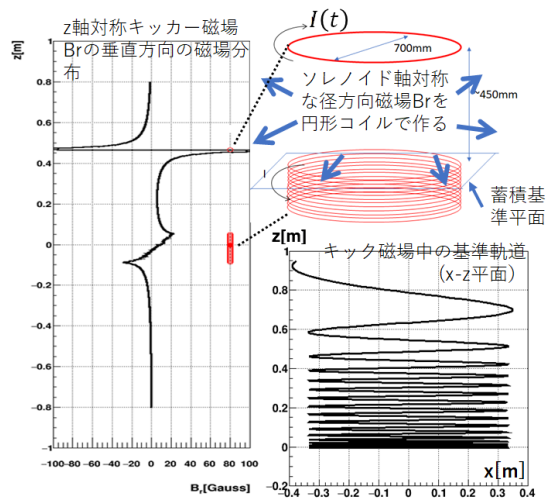 z軸対称キッカー磁場
Brの垂直方向の磁場分
布
z[m]
1
0.8
0.6
0.4
0.2
0
−0.2
−0.4
−0.6
−0.8
−1
−100 −80 −60 −40 −20 0 20 40 60 80 100
Br[Gauss]
I(t)
700mm
~450mm
ソレノイド軸対称
な径方向磁場Brを
円形コイルで作る
I
蓄積基
準平面
z[m]
キック磁場中の基準軌道
(x-z平面)
1
0.8
0.6
0.4
0.2
0
−0.4 −0.3 −0.2 −0.1 0 0.1 0.2 0.3 0.4
x[m]